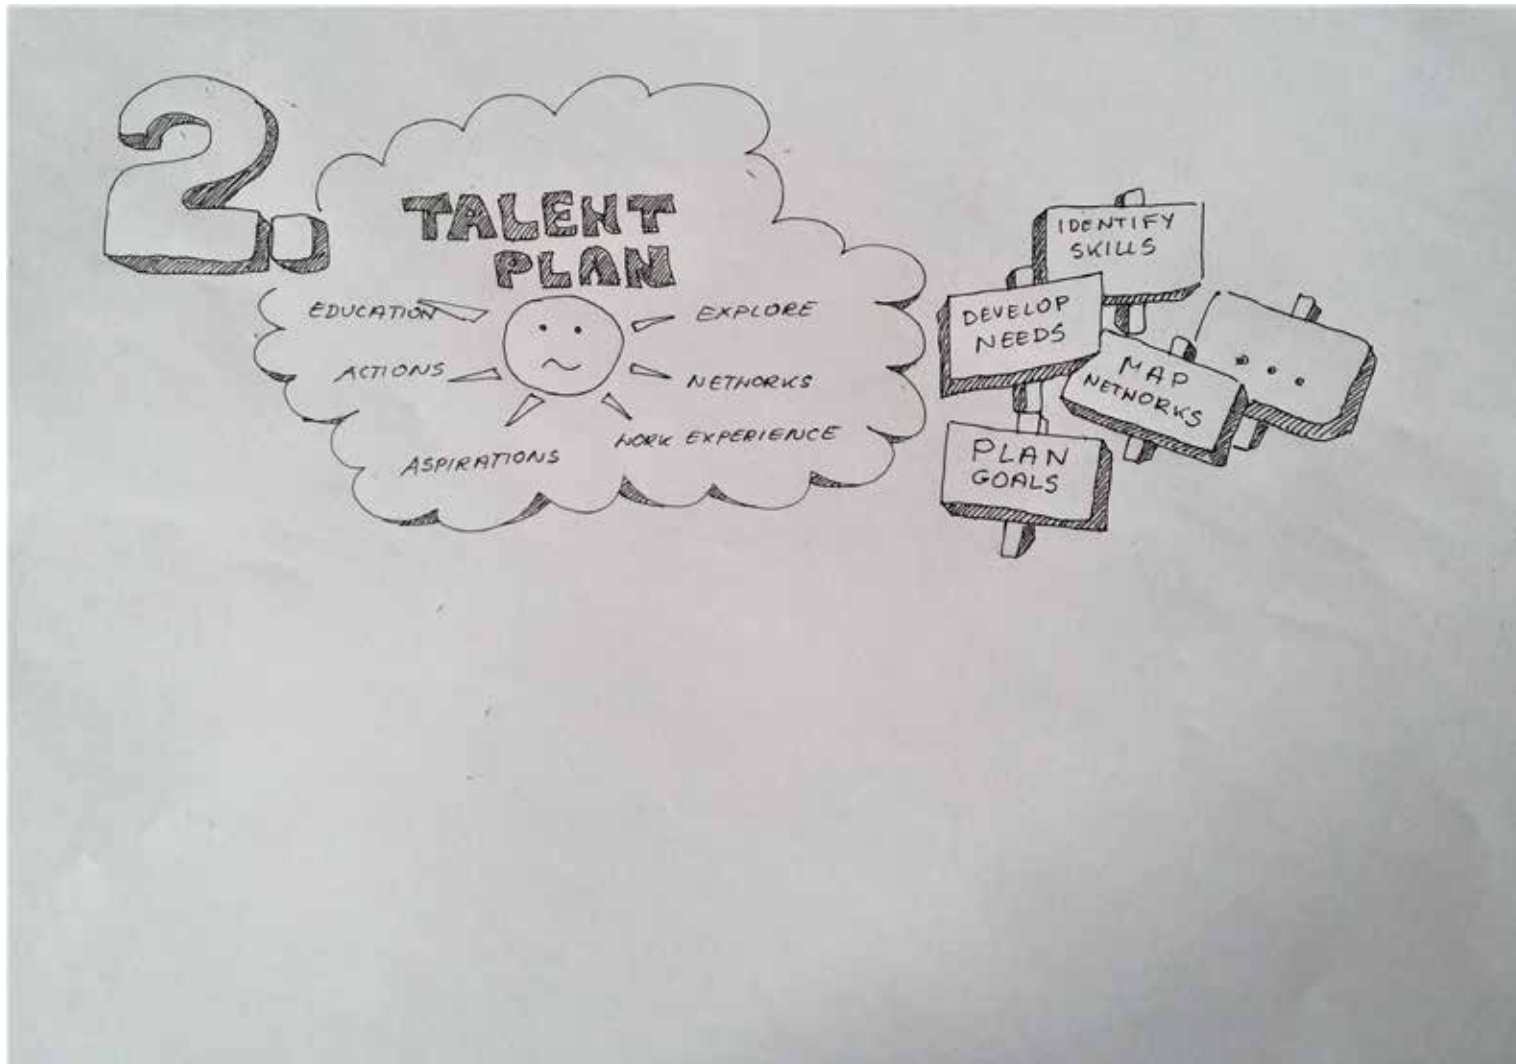 2.
TALENT
PLAN
EDUCATION
EXPLORE
ACTIONS
NETWORKS
ASPIRATIONS
WORK EXPERIENCE
IDENTIFY
SKILLS
DEVELOP
NEEDS
MAP
NETWORKS
...
PLAN
GOALS